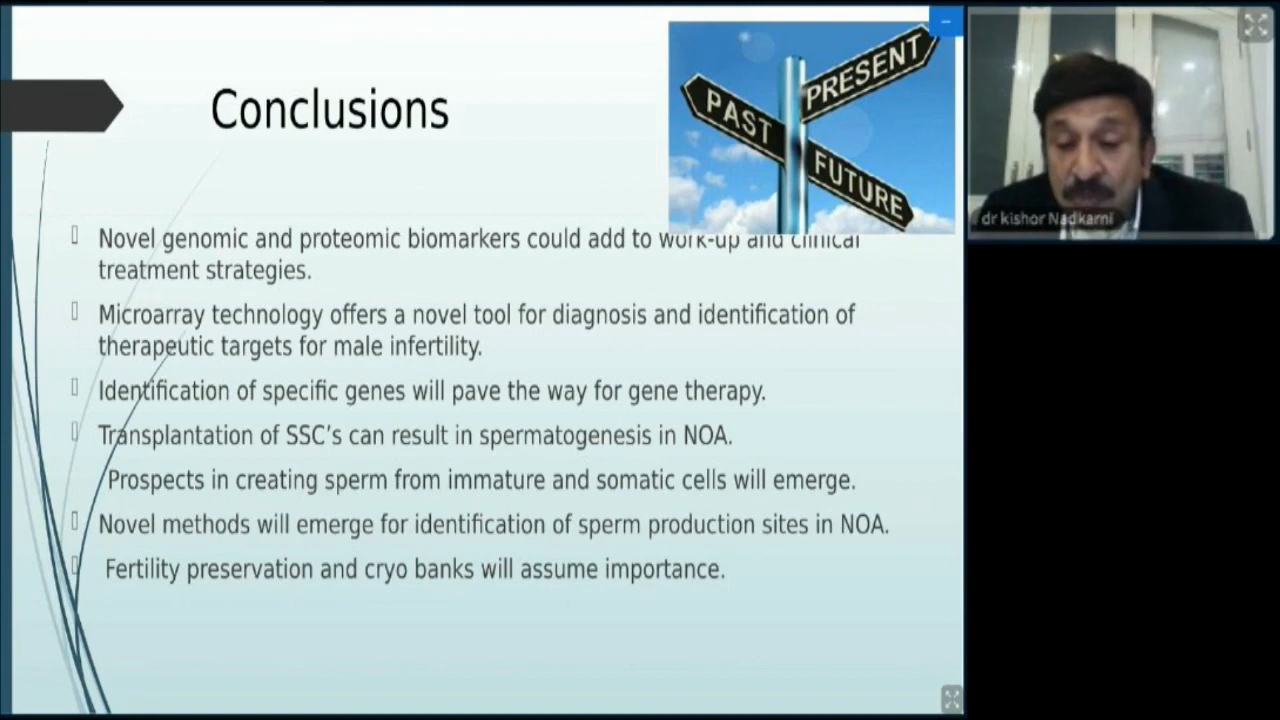 Conclusions
PAST
PRESENT
FUTURE
Novel genomic and proteomic biomarkers could add to work-up and clinical
treatment strategies.
Microarray technology offers a novel tool for diagnosis and identification of
therapeutic targets for male infertility.
Identification of specific genes will pave the way for gene therapy.
Transplantation of SSC's can result in spermatogenesis in NOA.
Prospects in creating sperm from immature and somatic cells will emerge.
Novel methods will emerge for identification of sperm production sites in NOA.
Fertility preservation and cryo banks will assume importance.
dr kishor Nadkarni